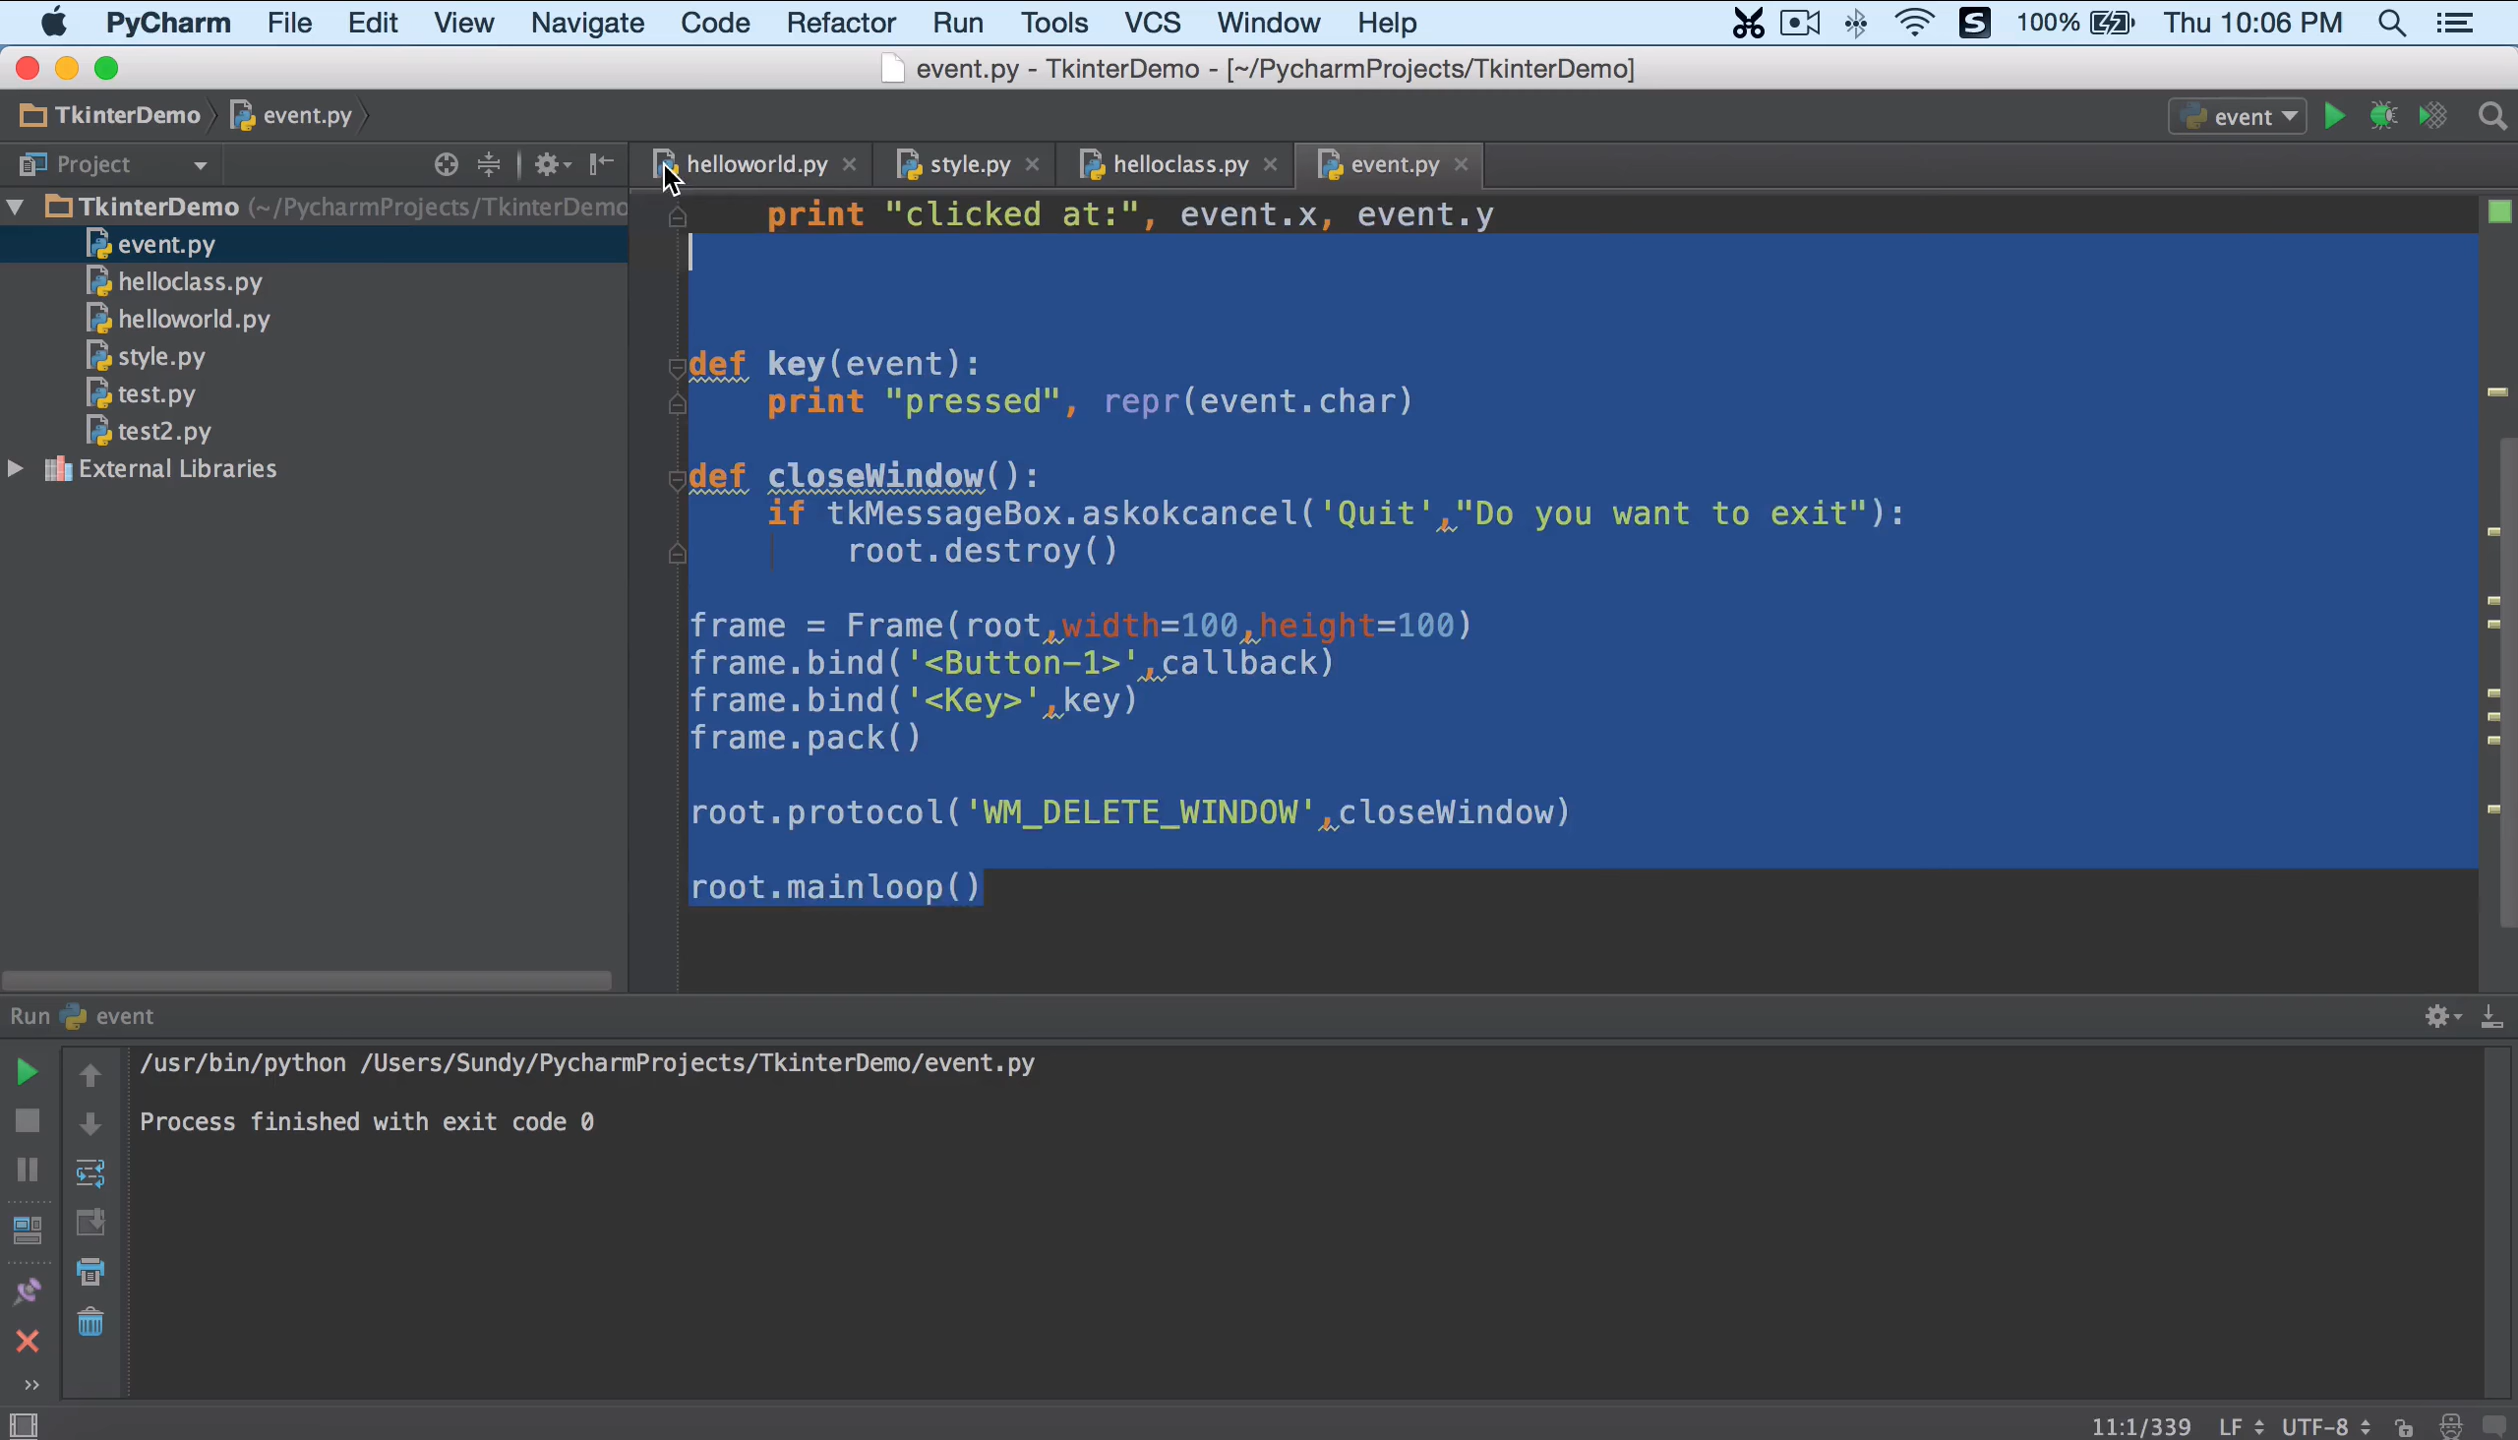 PyCharm File Edit View Navigate Code Refactor Run Tools VCS Window Help S 100% Thu 10:06 PM
event.py - TkinterDemo - [~/PycharmProjects/TkinterDemo]
TkinterDemo event.py event
Project helloworld.py style.py helloclass.py event.py
TkinterDemo (~/PycharmProjects/TkinterDemo
event.py
helloclass.py
helloworld.py
style.py
test.py
test2.py
External Libraries
print "clicked at:", event.x, event.y
def key(event):
print "pressed", repr(event.char)
def closeWindow():
if tkMessageBox.askokcancel('Quit',"Do you want to exit"):
root.destroy()
frame = Frame(root,width=100,height=100)
frame.bind('<Button-1>',callback)
frame.bind('<Key>',key)
frame.pack()
root.protocol('WM_DELETE_WINDOW',closeWindow)
root.mainloop()
Run event
/usr/bin/python /Users/Sundy/PycharmProjects/TkinterDemo/event.py
Process finished with exit code 0
11:1/339 LF UTF-8